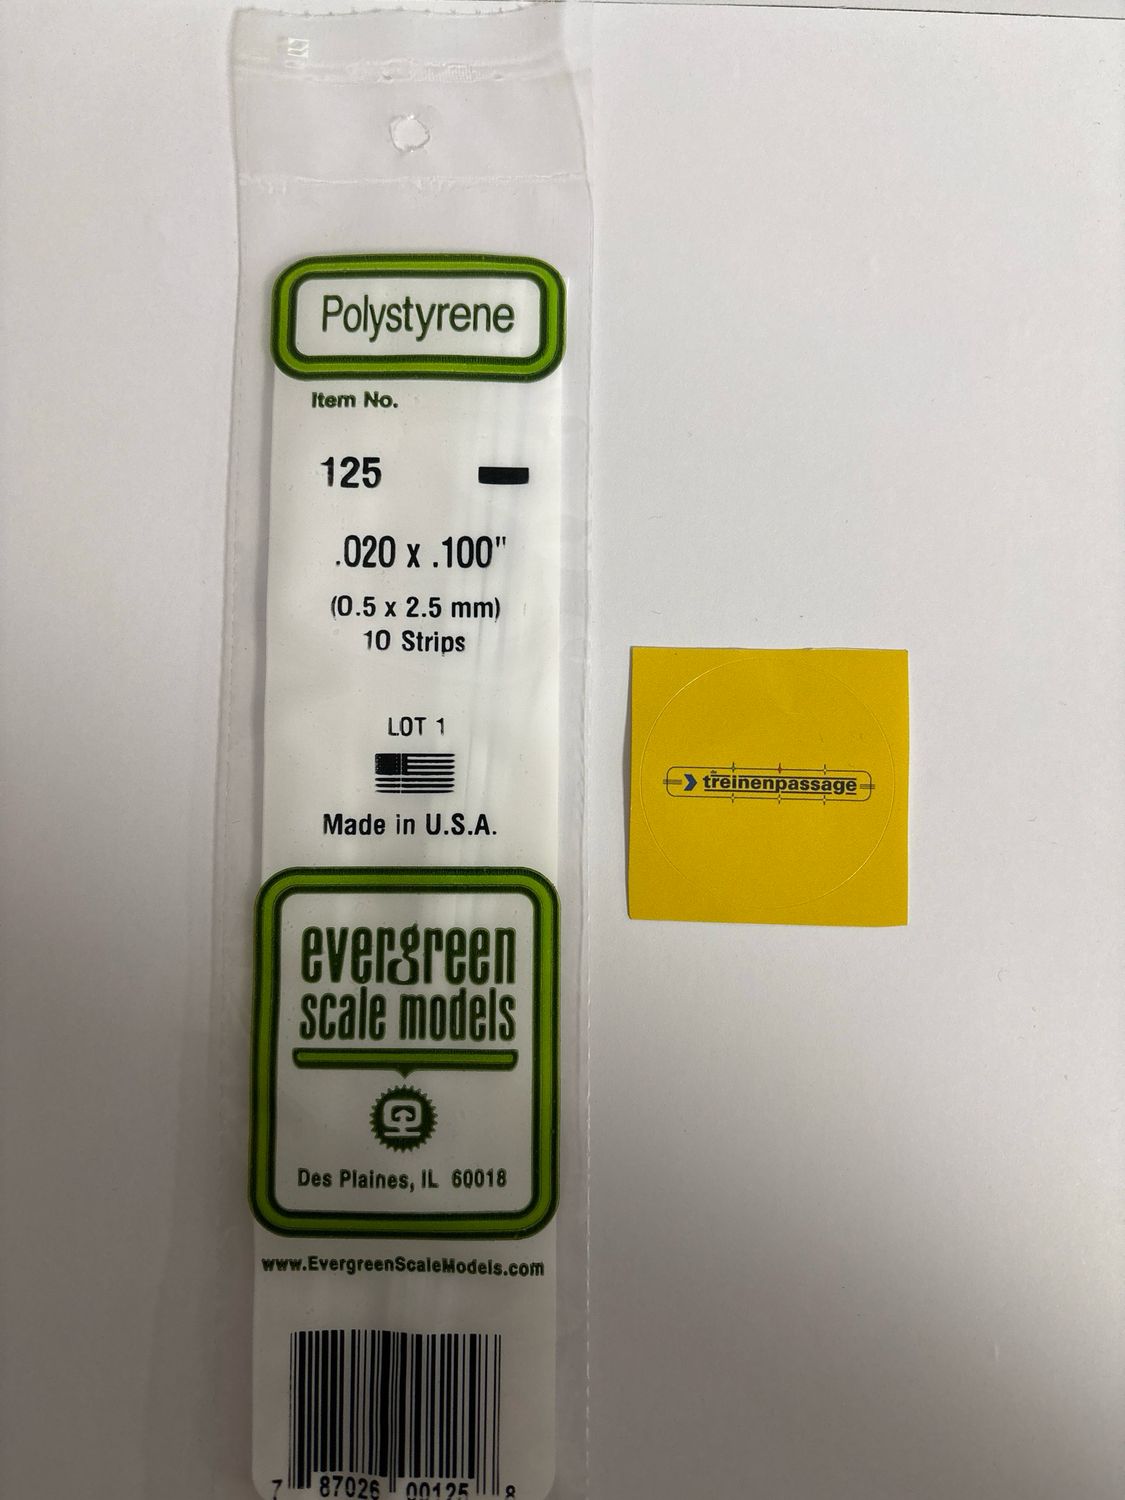 Polystyrene
Item No.
125
.020 x .100"
(0.5 x 2.5 mm)
10 Strips
LOT 1
Made in U.S.A.
evergreen
scale models
Des Plaines, IL 60018
www.EvergreenScaleModels.com
7 87026 00125 8
de
treinenpassage